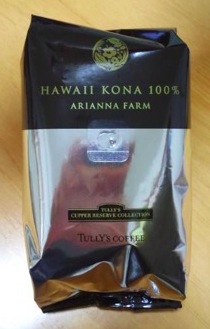 HAWAII KONA 100%
ARIANNA FARM
TULLY'S
CUPPER RESERVE COLLECTION
TULLY'S COFFEE